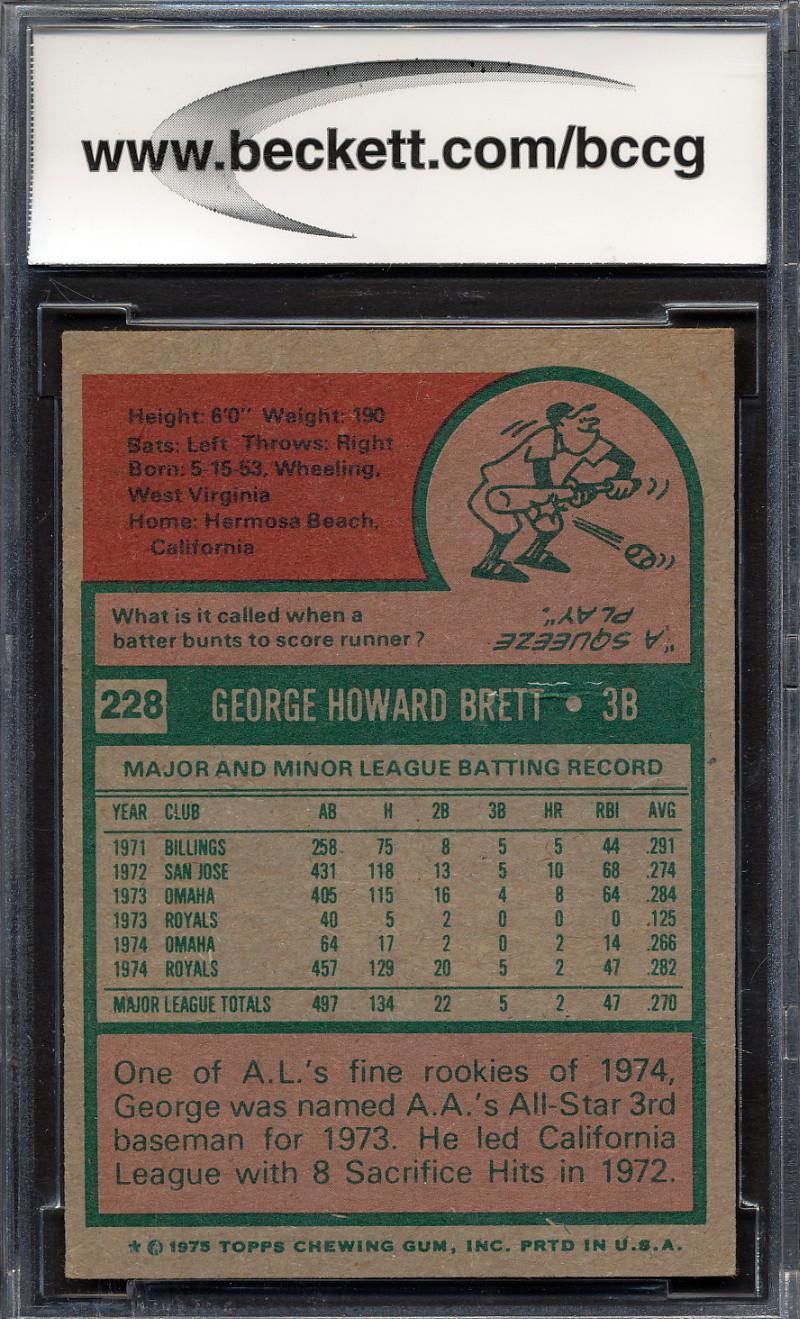 www.beckett.com/bccg
Height: 6'0" Weight: 190
Bats: Left Throws: Right
Born: 5-15-53, Wheeling,
West Virginia
Home: Hermosa Beach,
California
What is it called when a
batter bunts to score runner?
"A SQUEEZE
PLAY".
228 GEORGE HOWARD BRETT • 3B
MAJOR AND MINOR LEAGUE BATTING RECORD
YEAR CLUB AB H 2B 3B HR RBI AVG
1971 BILLINGS 258 75 8 5 5 44 .291
1972 SAN JOSE 431 118 13 5 10 68 .274
1973 OMAHA 405 115 16 4 8 64 .284
1973 ROYALS 40 5 2 0 0 0 .125
1974 OMAHA 64 17 2 0 2 14 .266
1974 ROYALS 457 129 20 5 2 47 .282
MAJOR LEAGUE TOTALS 497 134 22 5 2 47 .270
One of A.L.'s fine rookies of 1974,
George was named A.A.'s All-Star 3rd
baseman for 1973. He led California
League with 8 Sacrifice Hits in 1972.
* © 1975 TOPPS CHEWING GUM, INC. PRTD IN U.S.A.